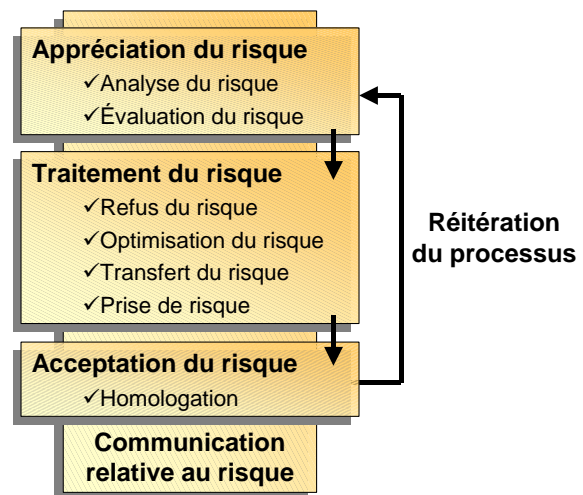 Appréciation du risque
✓Analyse du risque
✓Évaluation du risque
Traitement du risque
✓Refus du risque
✓Optimisation du risque
✓Transfert du risque
✓Prise de risque
Réitération
du processus
Acceptation du risque
✓Homologation
Communication
relative au risque